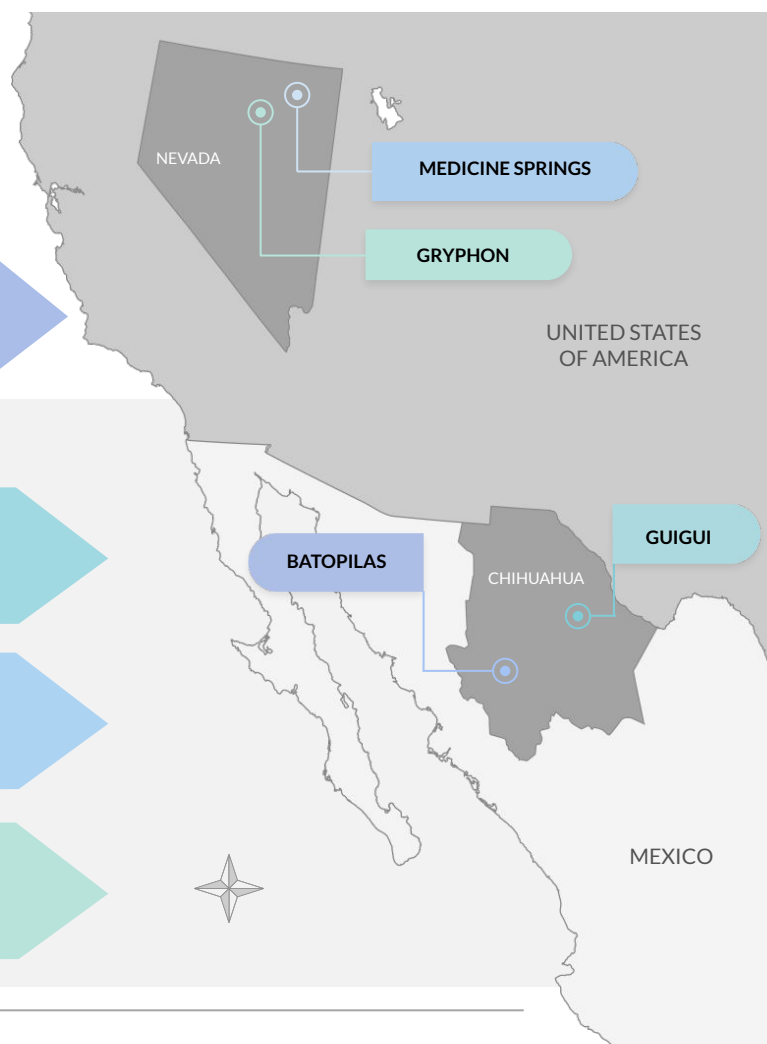 NEVADA
MEDICINE SPRINGS
GRYPHON
UNITED STATES
OF AMERICA
GUIGUI
BATOPILAS
CHIHUAHUA
MEXICO